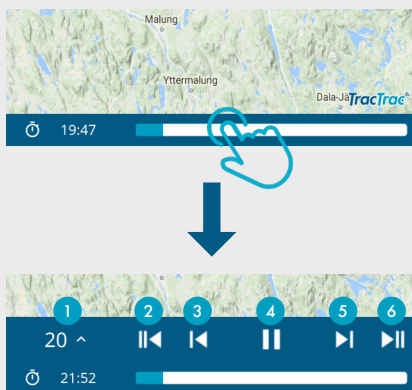 Malung
Yttermalung
Dala-Jä TracTrac
19:47
1 2 3 4 5 6
20
21:52